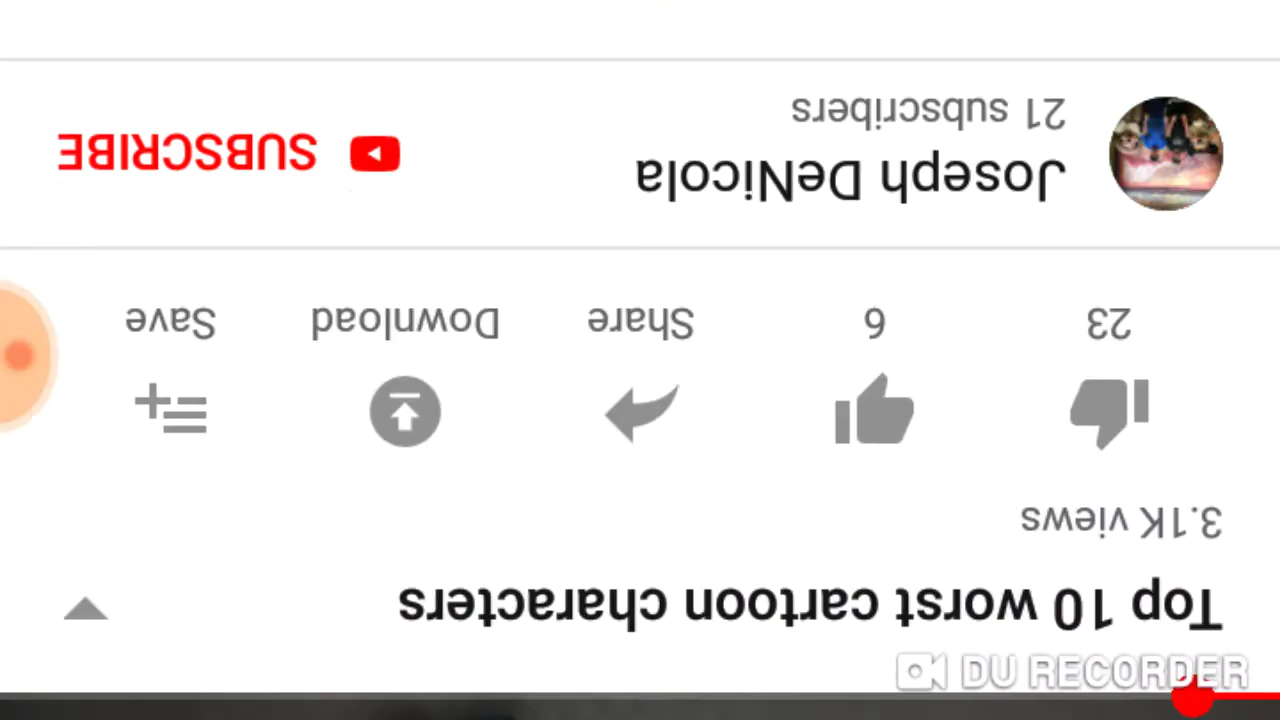 Top 10 worst cartoon characters
3.1K views
23 6 Share Download Save
Joseph DeNicola
21 subscribers
SUBSCRIBE
DU RECORDER